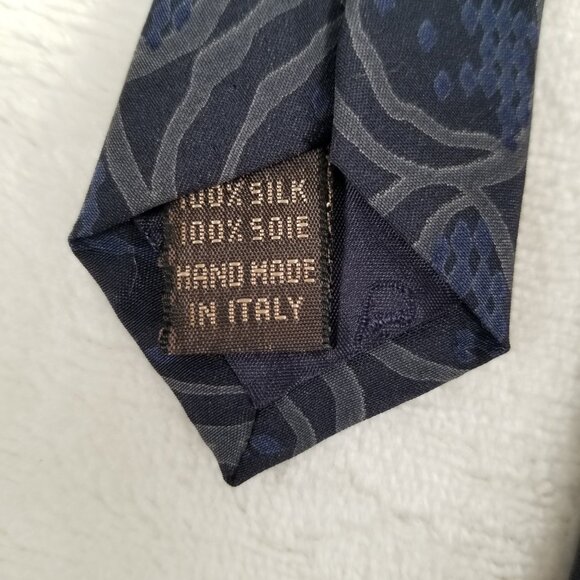 100% SILK
100% SOIE
HAND MADE
IN ITALY